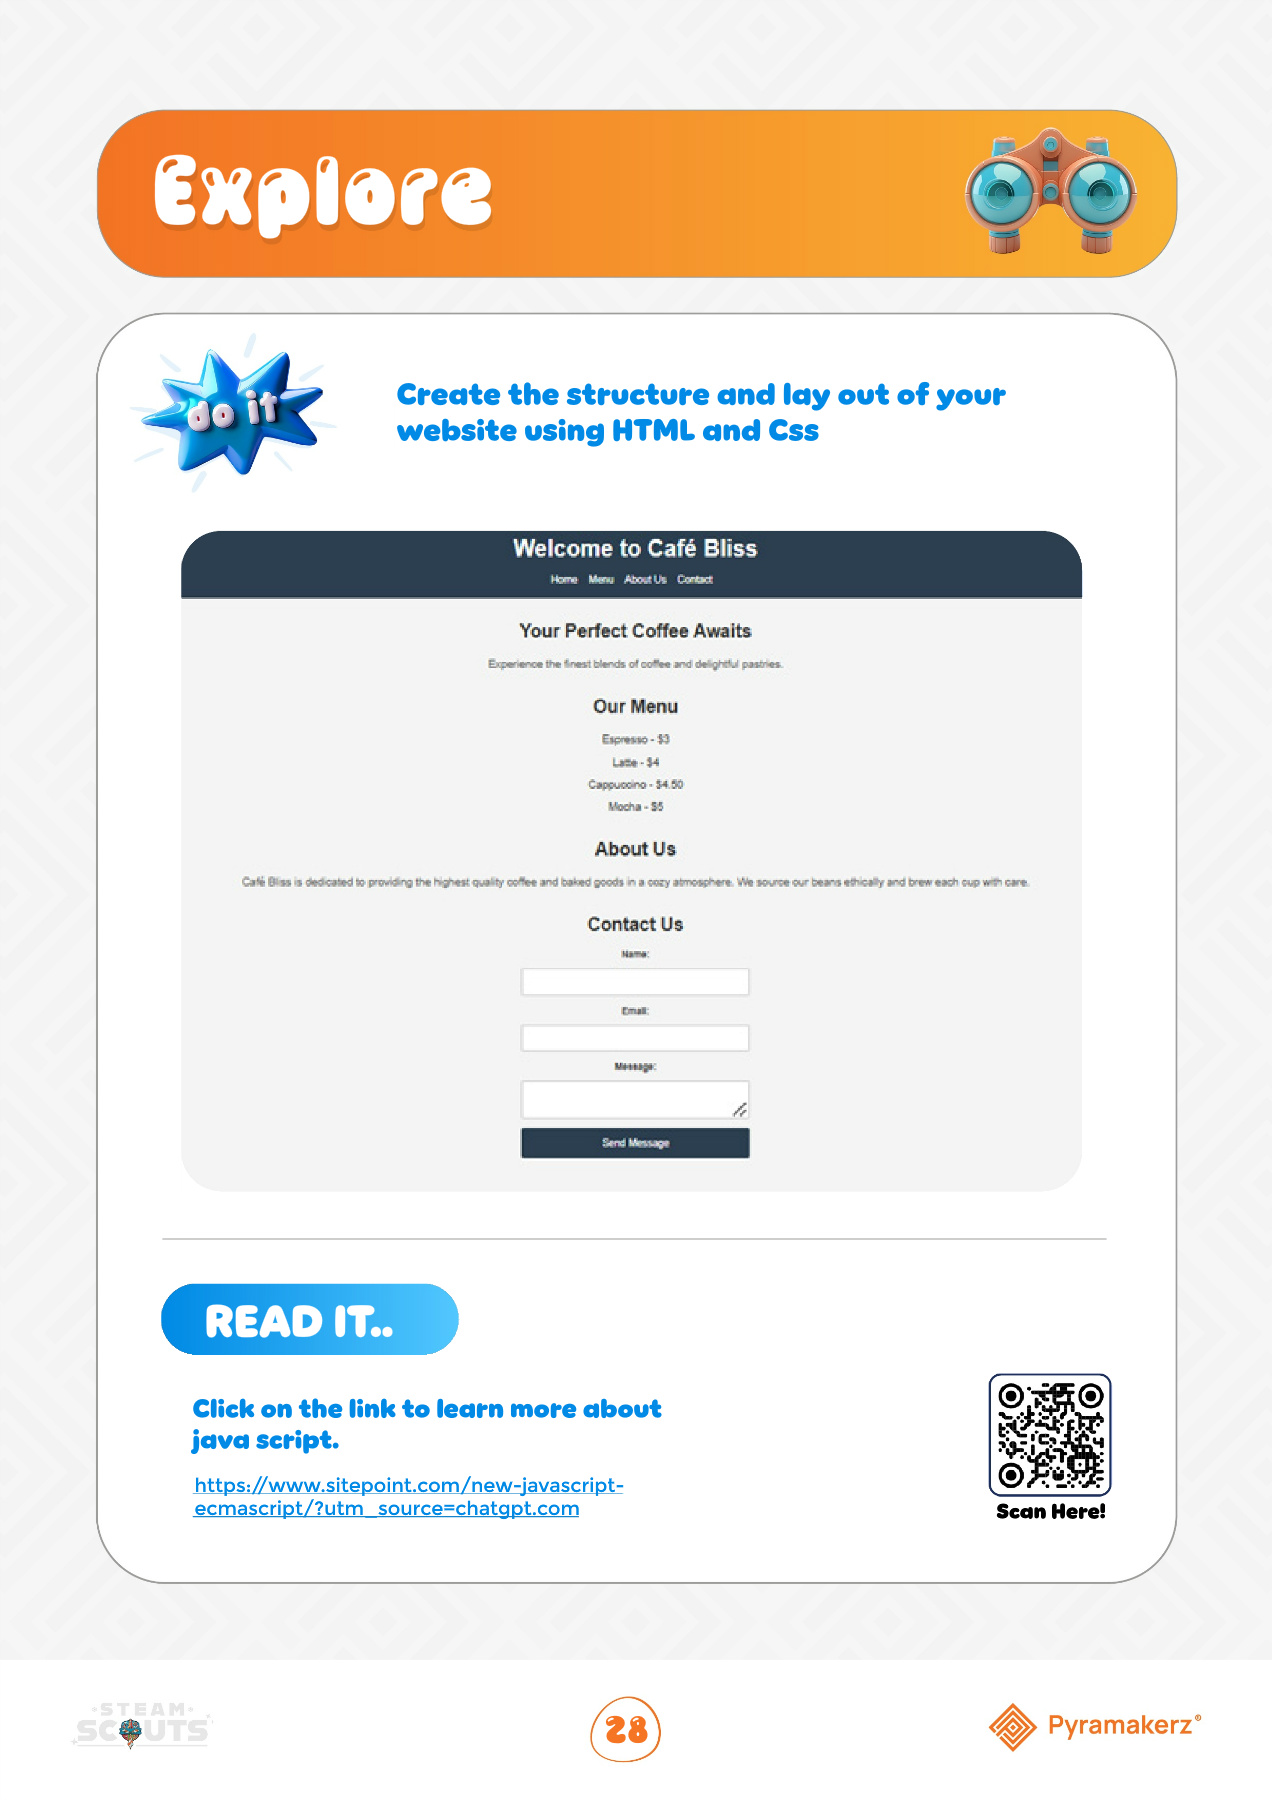 Explore
do it
Create the structure and lay out of your
website using HTML and Css
Welcome to Café Bliss
Home Menu About Us Contact
Your Perfect Coffee Awaits
Experience the finest blends of coffee and delightful pastries.
Our Menu
Espresso - $3
Latte - $4
Cappuccino - $4.50
Mocha - $5
About Us
Café Bliss is dedicated to providing the highest quality coffee and baked goods in a cozy atmosphere. We source our beans ethically and brew each cup with care.
Contact Us
Name:
Email:
Message:
Send Message
READ IT..
Click on the link to learn more about
java script.
https://www.sitepoint.com/new-javascript-
ecmascript/?utm_source=chatgpt.com
Scan Here!
STEAM
SCOUTS
28
Pyramakerz®